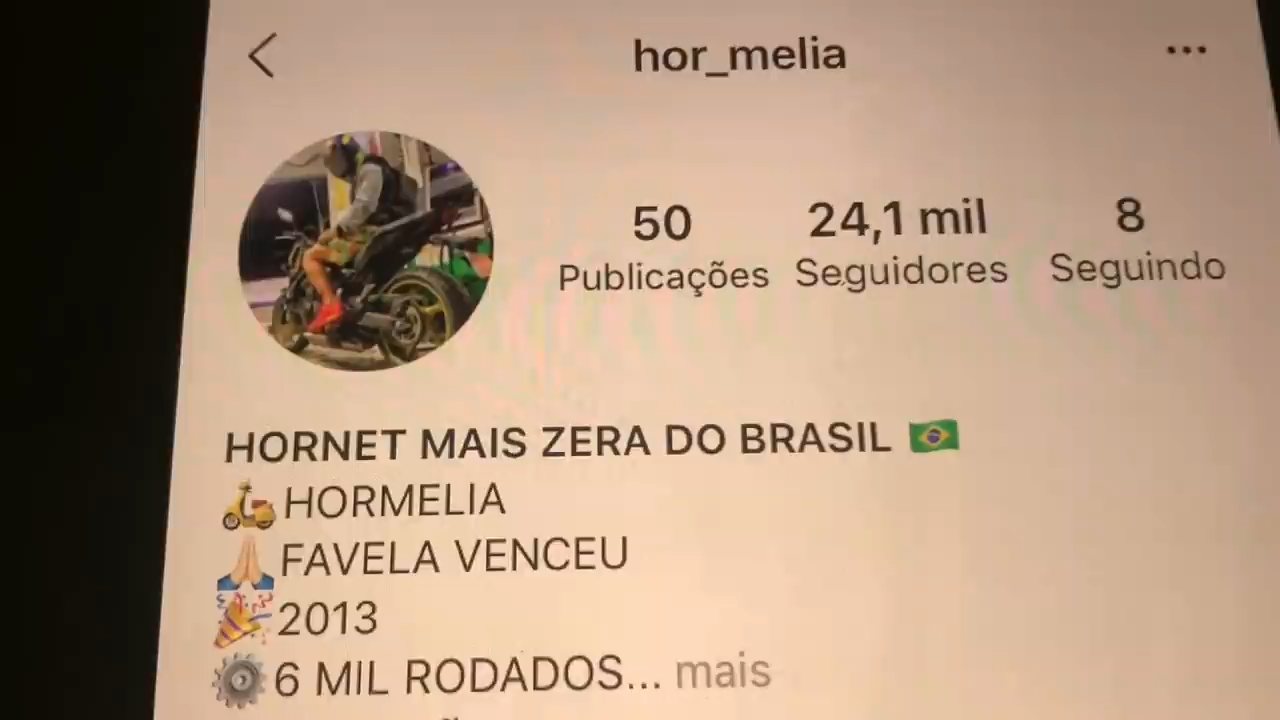 hor_melia
50 24,1 mil 8
Publicações Seguidores Seguindo
HORNET MAIS ZERA DO BRASIL 🇧🇷
🛵HORMELIA
🙏🏻FAVELA VENCEU
🎉2013
⚙️6 MIL RODADOS... mais